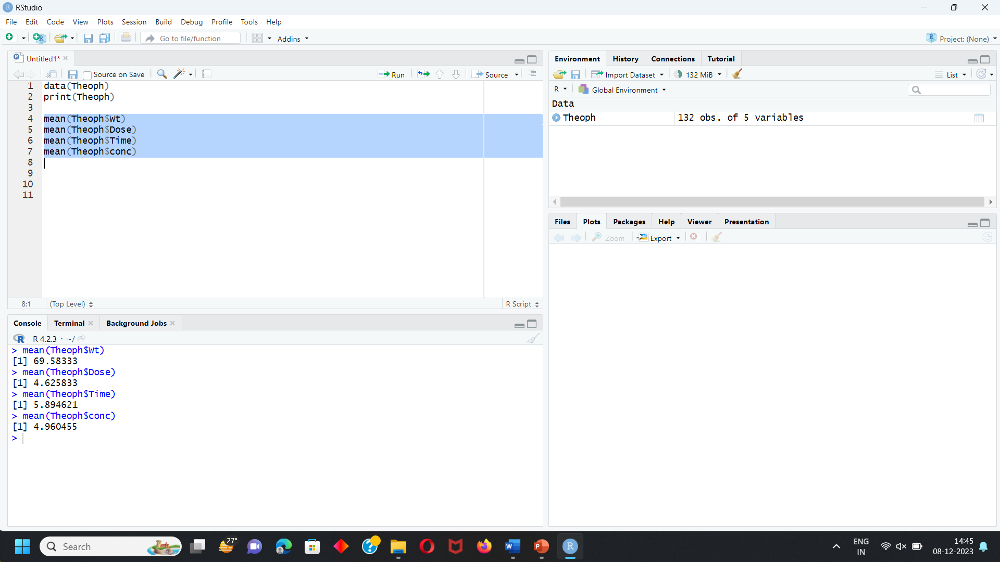 RStudio
File Edit Code View Plots Session Build Debug Profile Tools Help
Go to file/function Addins Project: (None)
Untitled1*
Source on Save Run Source
1 data(Theoph)
2 print(Theoph)
3
4 mean(Theoph$Wt)
5 mean(Theoph$Dose)
6 mean(Theoph$Time)
7 mean(Theoph$conc)
8
9
10
11
8:1 (Top Level) R Script
Console Terminal Background Jobs
R 4.2.3 · ~/
> mean(Theoph$Wt)
[1] 69.58333
> mean(Theoph$Dose)
[1] 4.625833
> mean(Theoph$Time)
[1] 5.894621
> mean(Theoph$conc)
[1] 4.960455
>
Environment History Connections Tutorial
Import Dataset 132 MiB List
R Global Environment
Data
Theoph 132 obs. of 5 variables
Files Plots Packages Help Viewer Presentation
Zoom Export
Search 27° ENG IN 14:45
08-12-2023